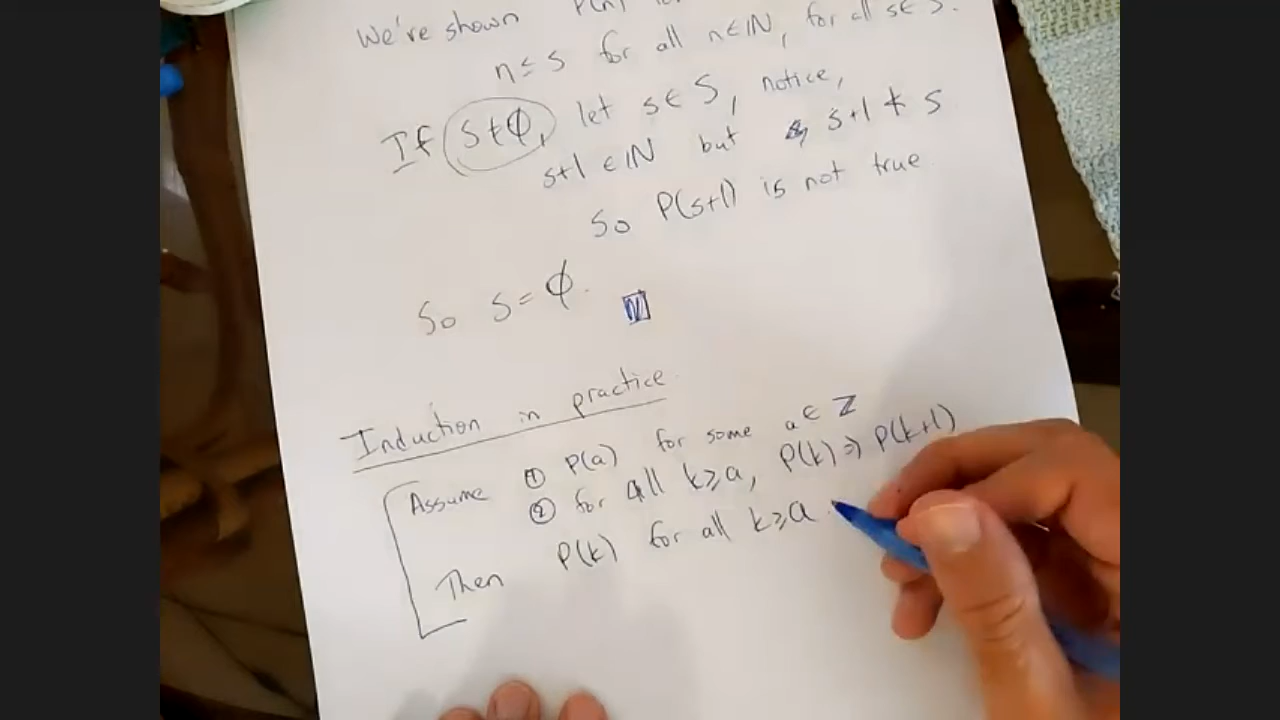 We've shown P(n)
n ≤ s for all n∈ℕ, for all s∈S.
If S≠∅, let s∈S, notice,
s+1 ∈ ℕ but s+1 ≰ s
So P(s+1) is not true
So S=∅.
Induction in practice
Assume ① P(a) for some a∈ℤ
② for all k≥a, P(k)⇒P(k+1)
Then P(k) for all k≥a.